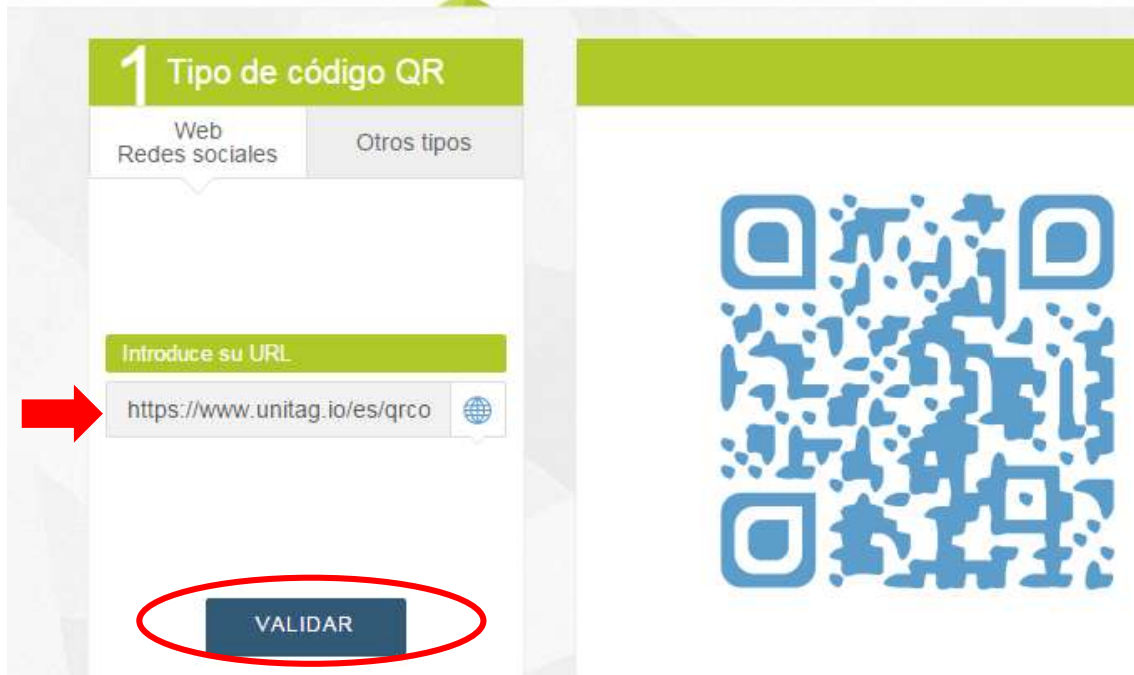 1 Tipo de código QR
Web
Redes sociales
Otros tipos
Introduce su URL
https://www.unitag.io/es/qrco
VALIDAR